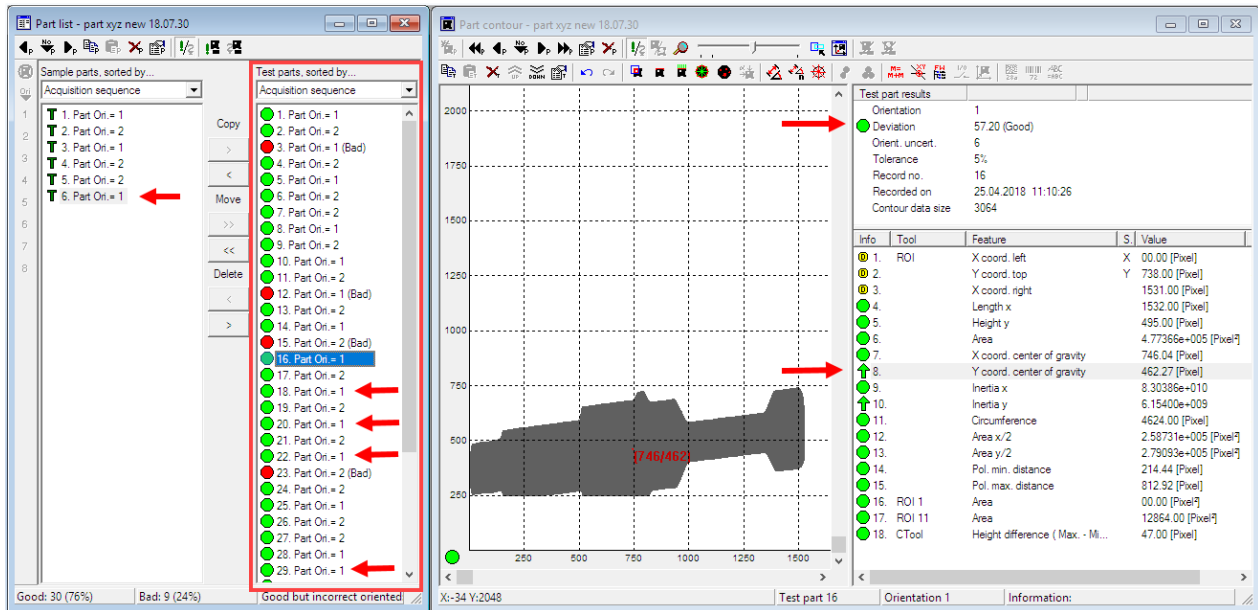 Part list - part xyz new 18.07.30
Sample parts, sorted by...
Acquisition sequence
Ori
1
2
3
4
5
6
7
8
T 1. Part Ori.= 1
T 2. Part Ori.= 2
T 3. Part Ori.= 1
T 4. Part Ori.= 2
T 5. Part Ori.= 2
T 6. Part Ori.= 1
Copy
>
<
Move
>>
<<
Delete
<
>
Test parts, sorted by...
Acquisition sequence
1. Part Ori.= 1
2. Part Ori.= 2
3. Part Ori.= 1 (Bad)
4. Part Ori.= 2
5. Part Ori.= 1
6. Part Ori.= 2
7. Part Ori.= 2
8. Part Ori.= 1
9. Part Ori.= 2
10. Part Ori.= 1
11. Part Ori.= 2
12. Part Ori.= 1 (Bad)
13. Part Ori.= 2
14. Part Ori.= 1
15. Part Ori.= 2 (Bad)
16. Part Ori.= 1
17. Part Ori.= 2
18. Part Ori.= 1
19. Part Ori.= 2
20. Part Ori.= 1
21. Part Ori.= 2
22. Part Ori.= 1
23. Part Ori.= 2 (Bad)
24. Part Ori.= 2
25. Part Ori.= 1
26. Part Ori.= 2
27. Part Ori.= 2
28. Part Ori.= 1
29. Part Ori.= 1
Good: 30 (76%) Bad: 9 (24%) Good but incorrect oriented
Part contour - part xyz new 18.07.30
2000
1750
1500
1250
1000
750
500
250
(746/462)
250 500 750 1000 1250 1500
Test part results
Orientation 1
Deviation 57.20 (Good)
Orient. uncert. 6
Tolerance 5%
Record no. 16
Recorded on 25.04.2018 11:10:26
Contour data size 3064
Info Tool Feature S. Value
D 1. ROI X coord. left X 00.00 [Pixel]
D 2. Y coord. top Y 738.00 [Pixel]
D 3. X coord. right 1531.00 [Pixel]
4. Length x 1532.00 [Pixel]
5. Height y 495.00 [Pixel]
6. Area 4.77366e+005 [Pixel²]
7. X coord. center of gravity 746.04 [Pixel]
8. Y coord. center of gravity 462.27 [Pixel]
9. Inertia x 8.30386e+010
10. Inertia y 6.15400e+009
11. Circumference 4624.00 [Pixel]
12. Area x/2 2.58731e+005 [Pixel²]
13. Area y/2 2.79093e+005 [Pixel²]
14. Pol. min. distance 214.44 [Pixel]
15. Pol. max. distance 812.92 [Pixel]
16. ROI 1 Area 00.00 [Pixel²]
17. ROI 11 Area 12864.00 [Pixel²]
18. CTool Height difference ( Max. - Mi... 47.00 [Pixel]
X:-34 Y:2048 Test part 16 Orientation 1 Information: